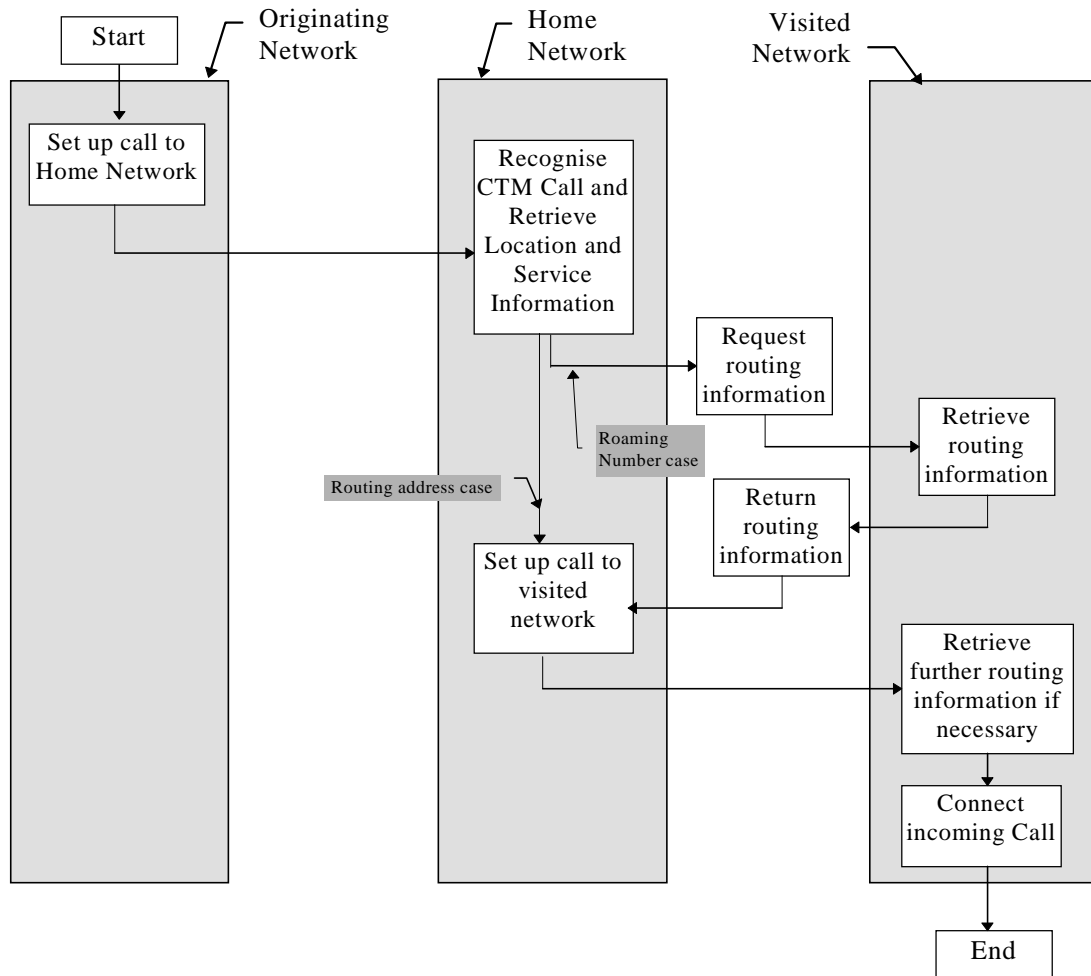 Start
Originating
Network
Home
Network
Visited
Network
Set up call to
Home Network
Recognise
CTM Call and
Retrieve
Location and
Service
Information
Request
routing
information
Roaming
Number case
Retrieve
routing
information
Routing address case
Return
routing
information
Set up call to
visited
network
Retrieve
further routing
information if
necessary
Connect
incoming Call
End